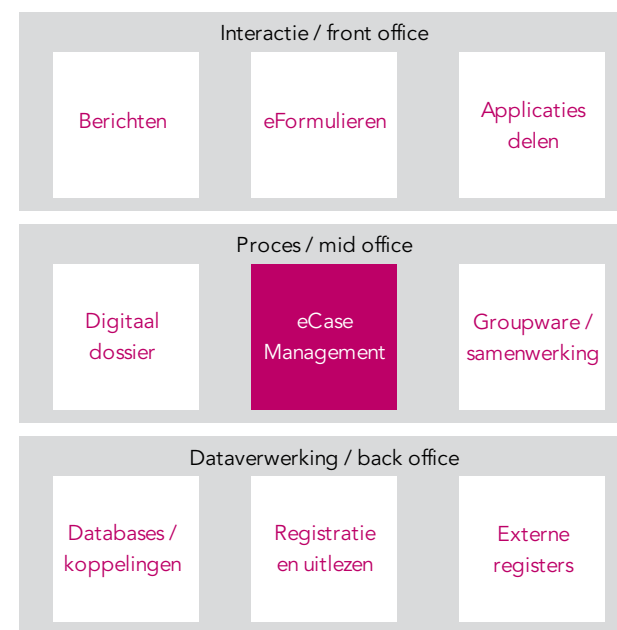 Interactie / front office
Berichten
eFormulieren
Applicaties
delen
Proces / mid office
Digitaal
dossier
eCase
Management
Groupware /
samenwerking
Dataverwerking / back office
Databases /
koppelingen
Registratie
en uitlezen
Externe
registers